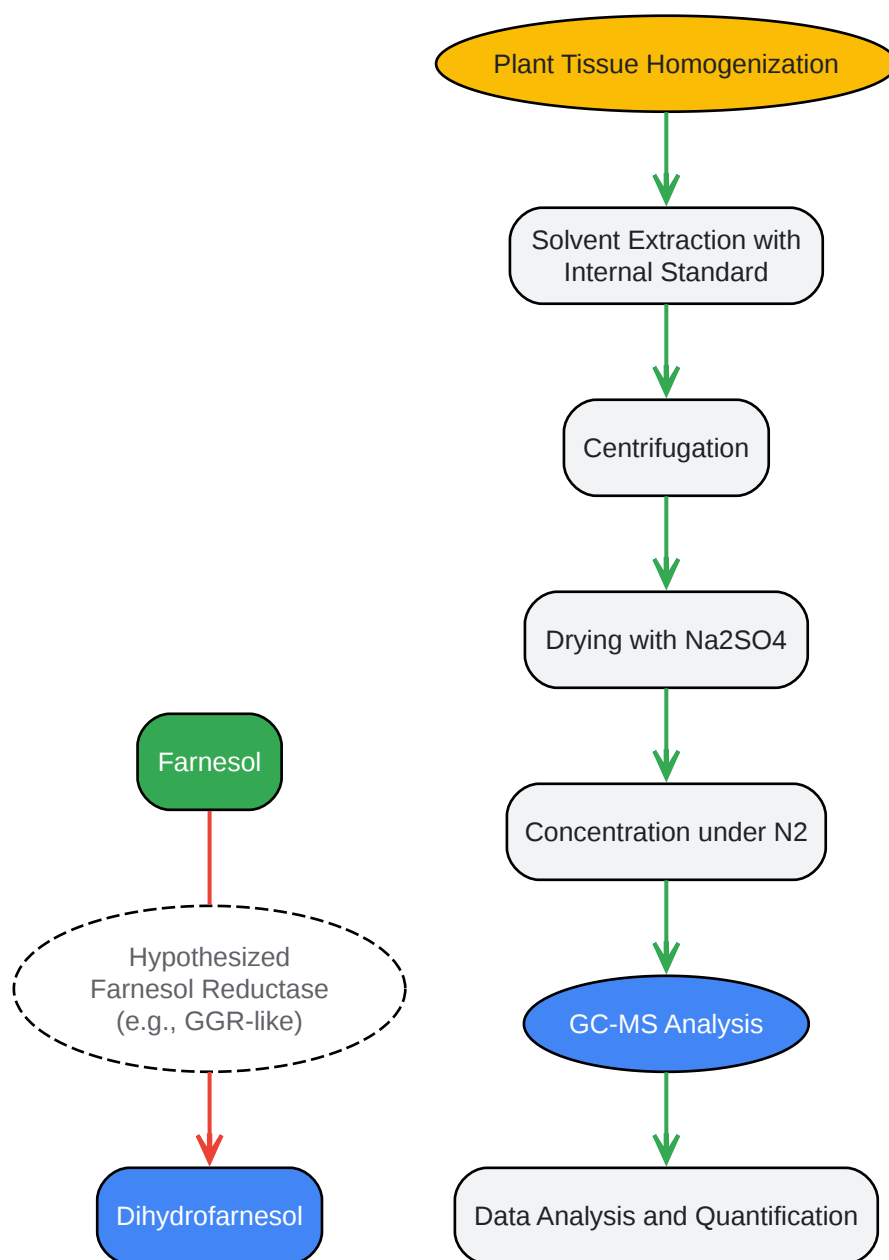 Plant Tissue Homogenization
Solvent Extraction with
Internal Standard
Centrifugation
Drying with Na2SO4
Concentration under N2
GC-MS Analysis
Data Analysis and Quantification
Farnesol
Hypothesized
Farnesol Reductase
(e.g., GGR-like)
Dihydrofarnesol